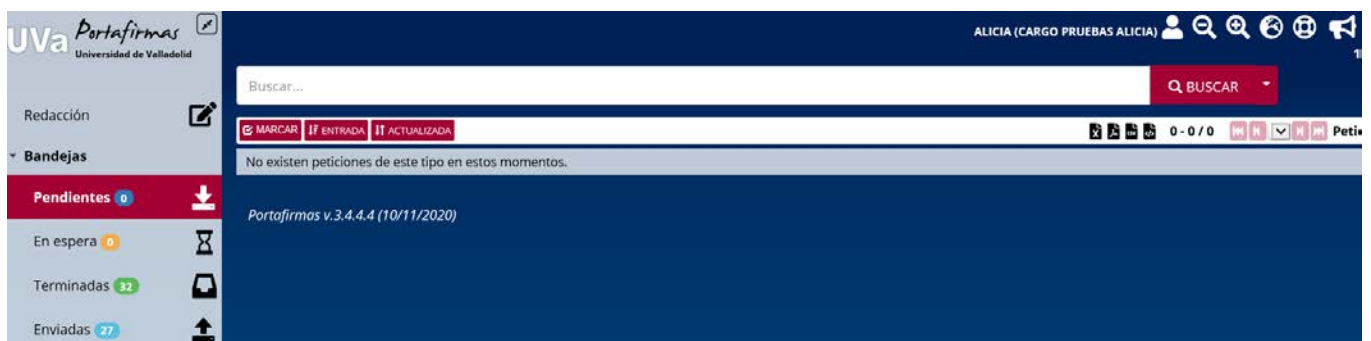 UVa Portafirmas
Universidad de Valladolid
ALICIA (CARGO PRUEBAS ALICIA)
Buscar...
BUSCAR
Redacción
MARCAR ENTRADA ACTUALIZADA
0 - 0 / 0
Bandejas
No existen peticiones de este tipo en estos momentos.
Pendientes 0
Portafirmas v.3.4.4.4 (10/11/2020)
En espera 0
Terminadas 32
Enviadas 27